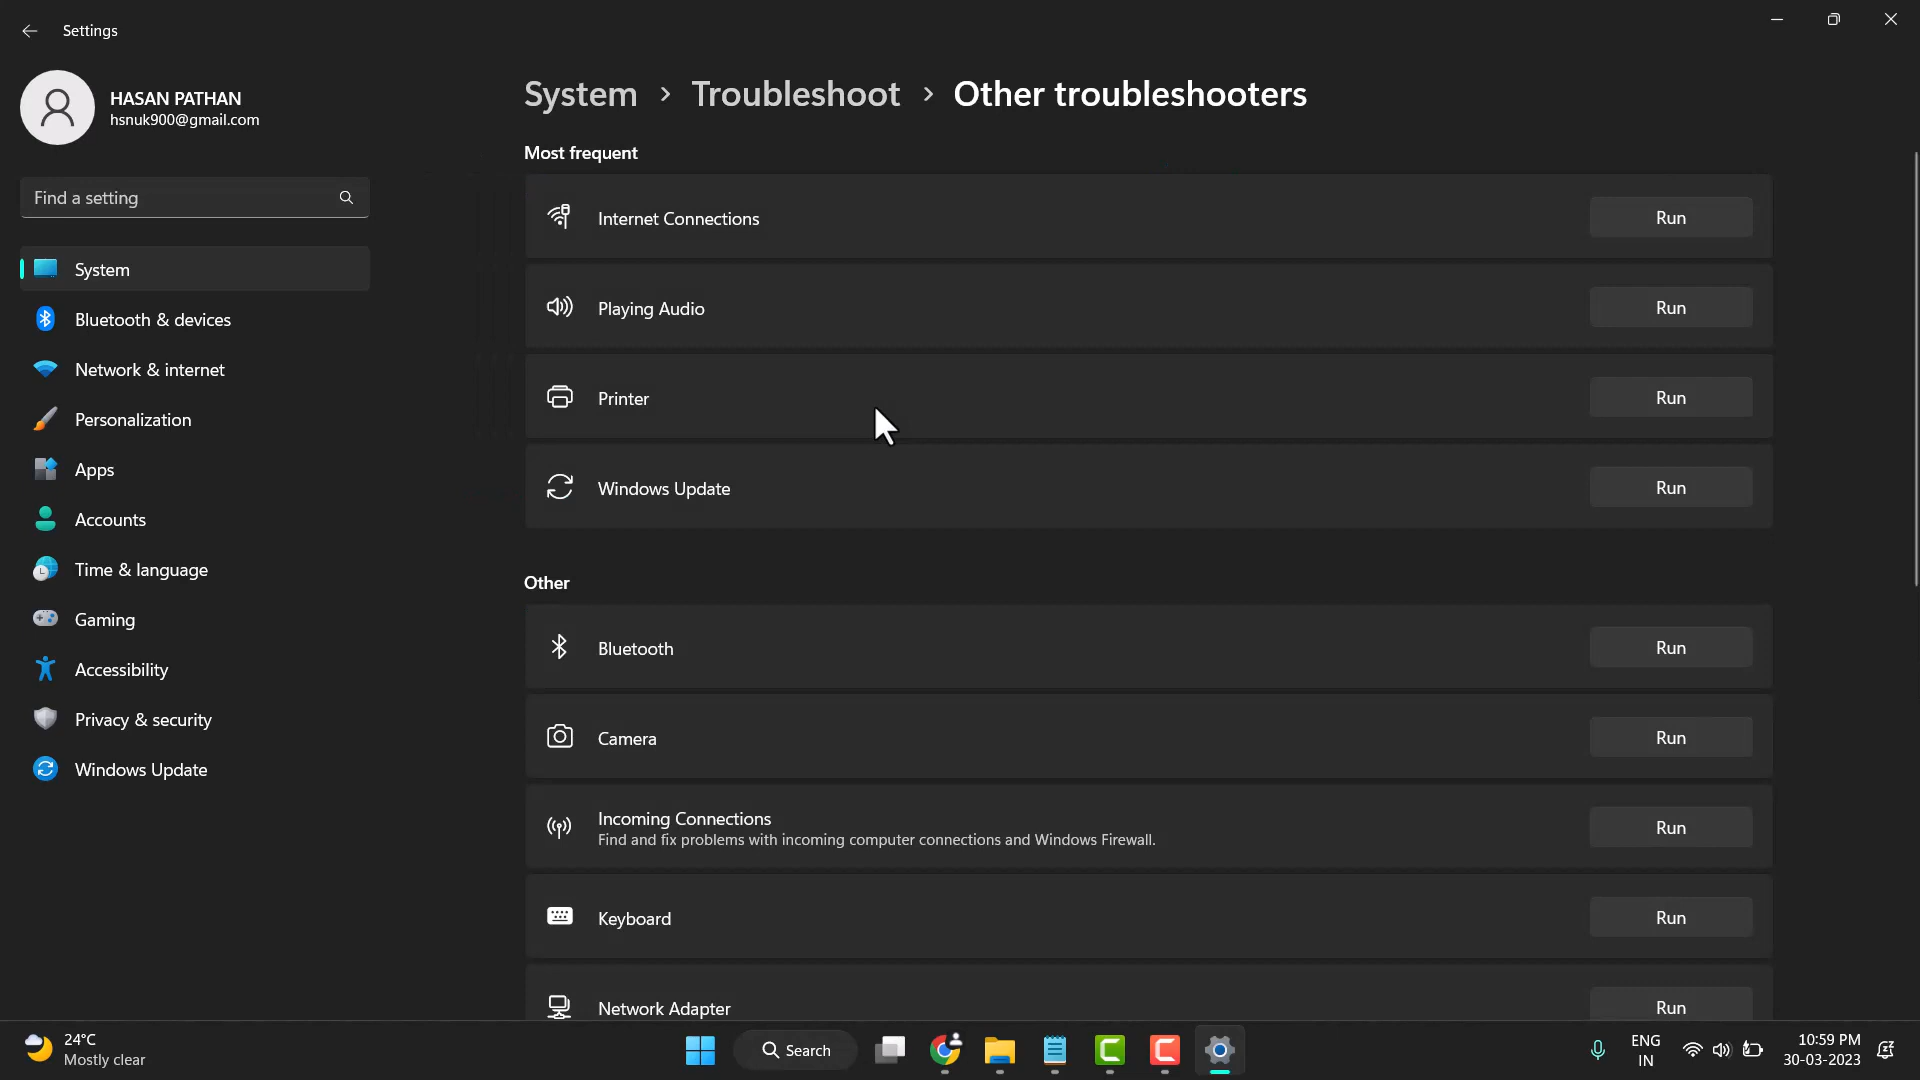 Settings
HASAN PATHAN
hsnuk900@gmail.com
Find a setting
System
Bluetooth & devices
Network & internet
Personalization
Apps
Accounts
Time & language
Gaming
Accessibility
Privacy & security
Windows Update
System > Troubleshoot > Other troubleshooters
Most frequent
Internet Connections Run
Playing Audio Run
Printer Run
Windows Update Run
Other
Bluetooth Run
Camera Run
Incoming Connections Run
Find and fix problems with incoming computer connections and Windows Firewall.
Keyboard Run
Network Adapter Run
24°C
Mostly clear
Search
ENG
IN
10:59 PM
30-03-2023